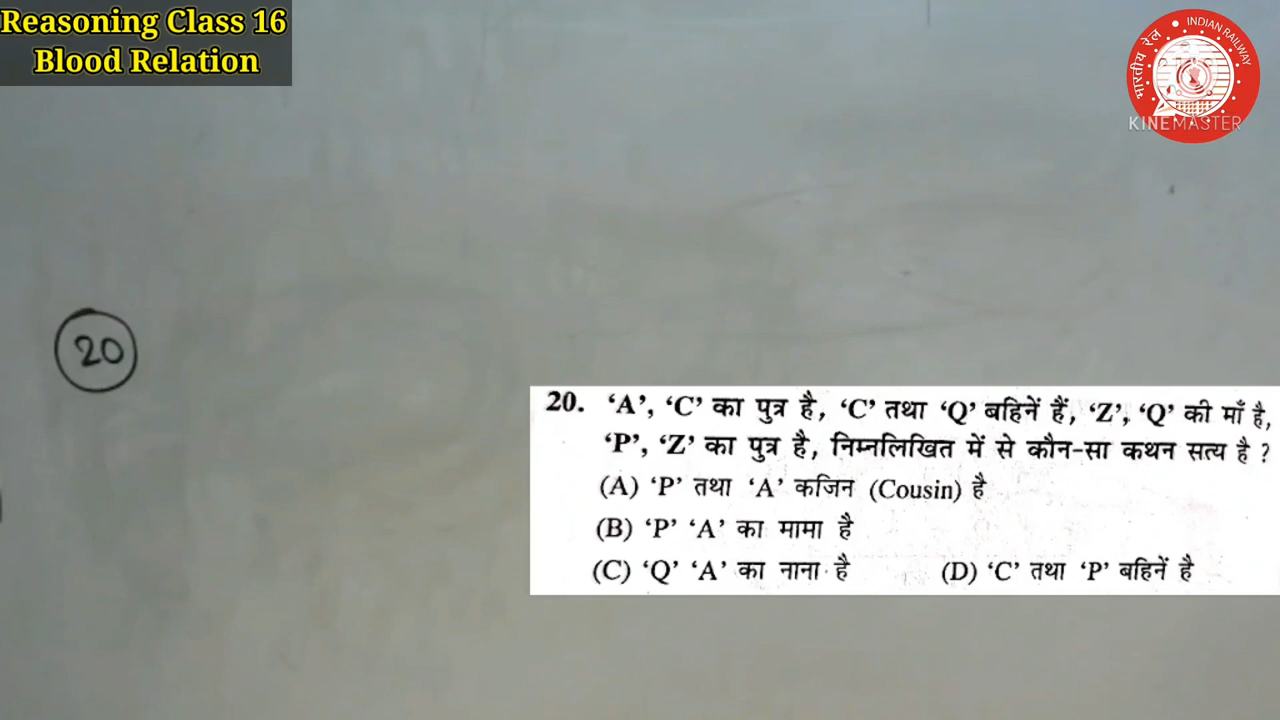 Reasoning Class 16
Blood Relation
भारतीय रेल
INDIAN RAILWAY
KINEMASTER
20
20. ‘A’, ‘C’ का पुत्र है, ‘C’ तथा ‘Q’ बहिनें हैं, ‘Z’, ‘Q’ की माँ है,
‘P’, ‘Z’ का पुत्र है, निम्नलिखित में से कौन-सा कथन सत्य है ?
(A) ‘P’ तथा ‘A’ कजिन (Cousin) है
(B) ‘P’ ‘A’ का मामा है
(C) ‘Q’ ‘A’ का नाना है (D) ‘C’ तथा ‘P’ बहिनें है